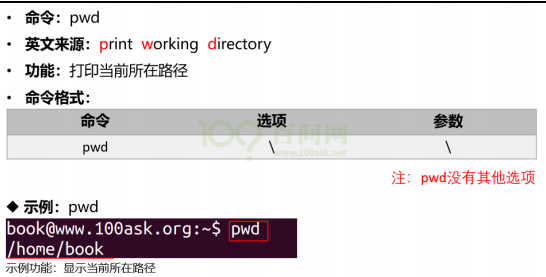 • 命令：pwd
• 英文来源：print working directory
• 功能：打印当前所在路径
• 命令格式：
命令 选项 参数
pwd \ \
百问网
www.100ask.net
注：pwd没有其他选项
◆ 示例：pwd
book@www.100ask.org:~$ pwd
/home/book
示例功能：显示当前所在路径